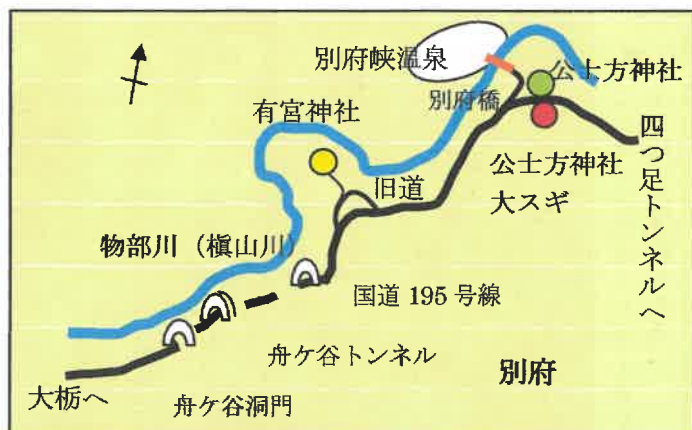 別府峡温泉
公士方神社
別府橋
有宮神社
四つ足トンネルへ
公士方神社
大スギ
旧道
物部川(槇山川)
国道 195 号線
舟ケ谷トンネル
別府
大栃へ
舟ケ谷洞門